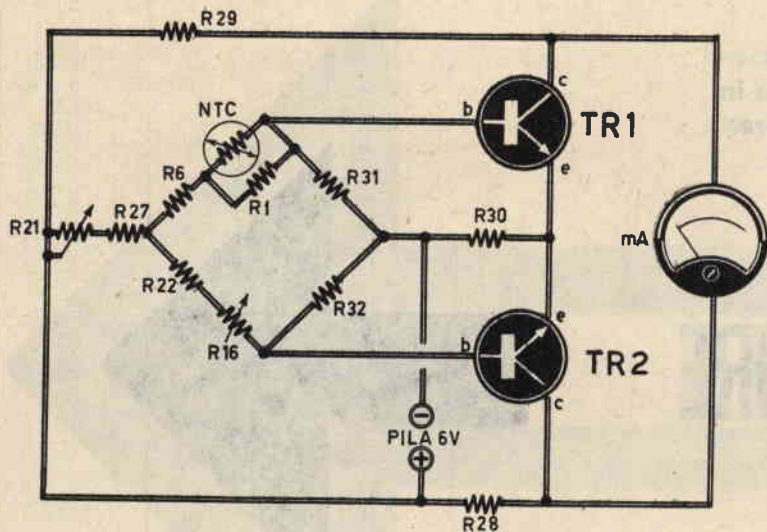 R29
c
NTC
b
TR1
R6
R31
e
R1
R21
R27
R30
mA
R22
R32
e
R16
b
TR2
c
−
PILA 6V
+
R28